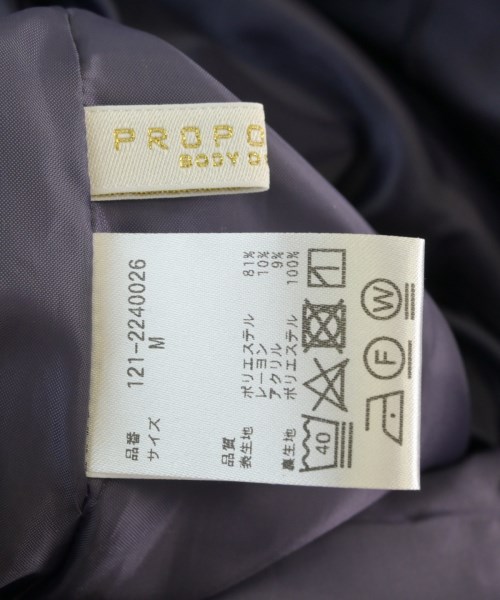 PROPO
BODY D
品番 121-2240026
サイズ M
品質
表生地 ポリエステル 81%
レーヨン 10%
アクリル 9%
裏生地 ポリエステル 100%
40
W
F